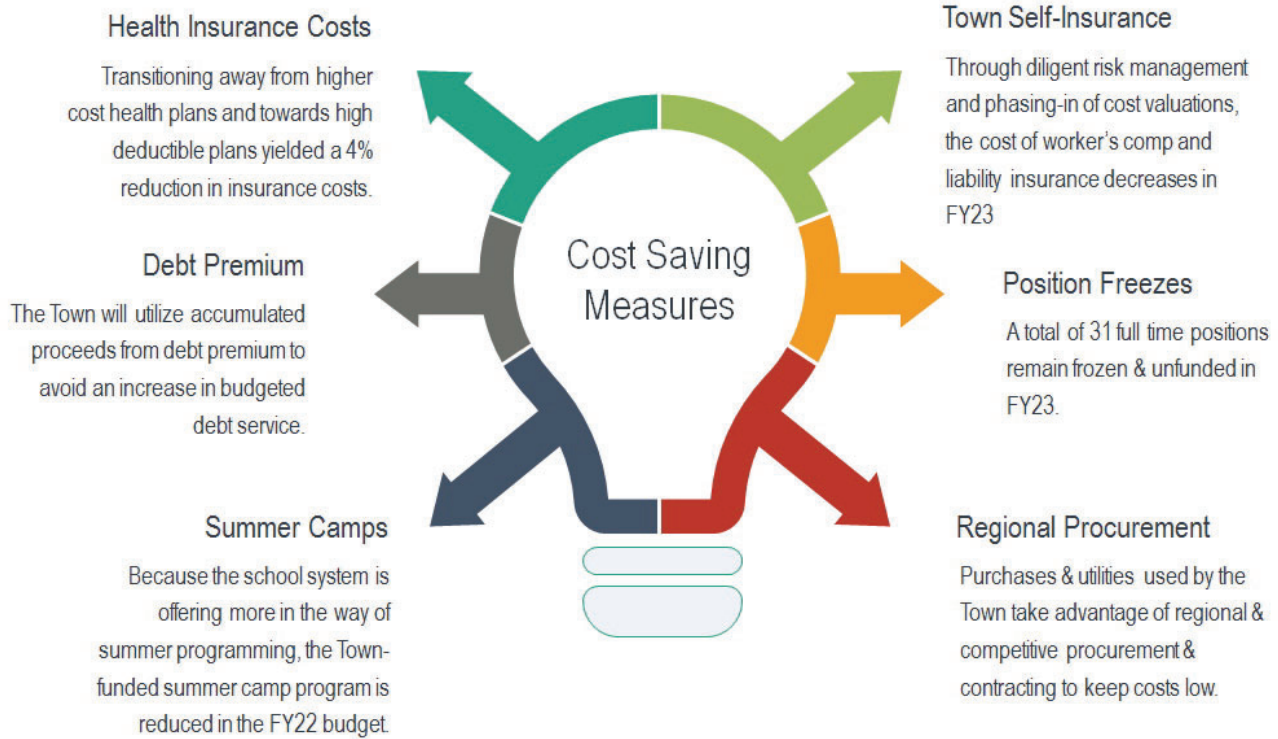 Health Insurance Costs
Transitioning away from higher
cost health plans and towards high
deductible plans yielded a 4%
reduction in insurance costs.
Debt Premium
The Town will utilize accumulated
proceeds from debt premium to
avoid an increase in budgeted
debt service.
Summer Camps
Because the school system is
offering more in the way of
summer programming, the Town-
funded summer camp program is
reduced in the FY22 budget.
Cost Saving
Measures
Town Self-Insurance
Through diligent risk management
and phasing-in of cost valuations,
the cost of worker's comp and
liability insurance decreases in
FY23
Position Freezes
A total of 31 full time positions
remain frozen & unfunded in
FY23.
Regional Procurement
Purchases & utilities used by the
Town take advantage of regional &
competitive procurement &
contracting to keep costs low.